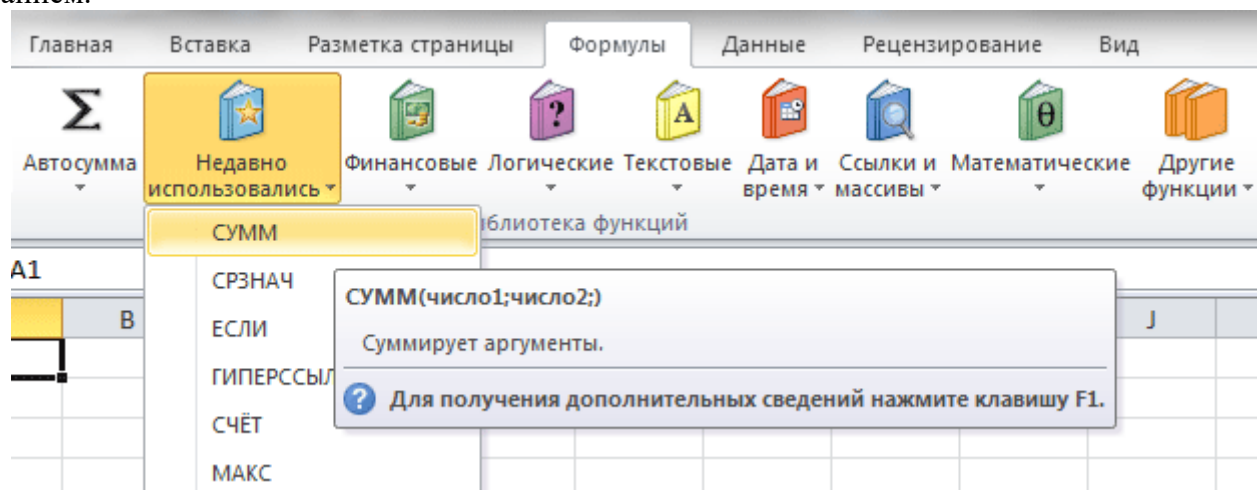 Главная Вставка Разметка страницы Формулы Данные Рецензирование Вид
Σ ? A θ
Автосумма Недавно использовались Финансовые Логические Текстовые Дата и время Ссылки и массивы Математические Другие функции
функций
СУММ
A1
СРЗНАЧ
СУММ(число1;число2;)
B J
ЕСЛИ
Суммирует аргументы.
? Для получения дополнительных сведений нажмите клавишу F1.
СЧЁТ
МАКС